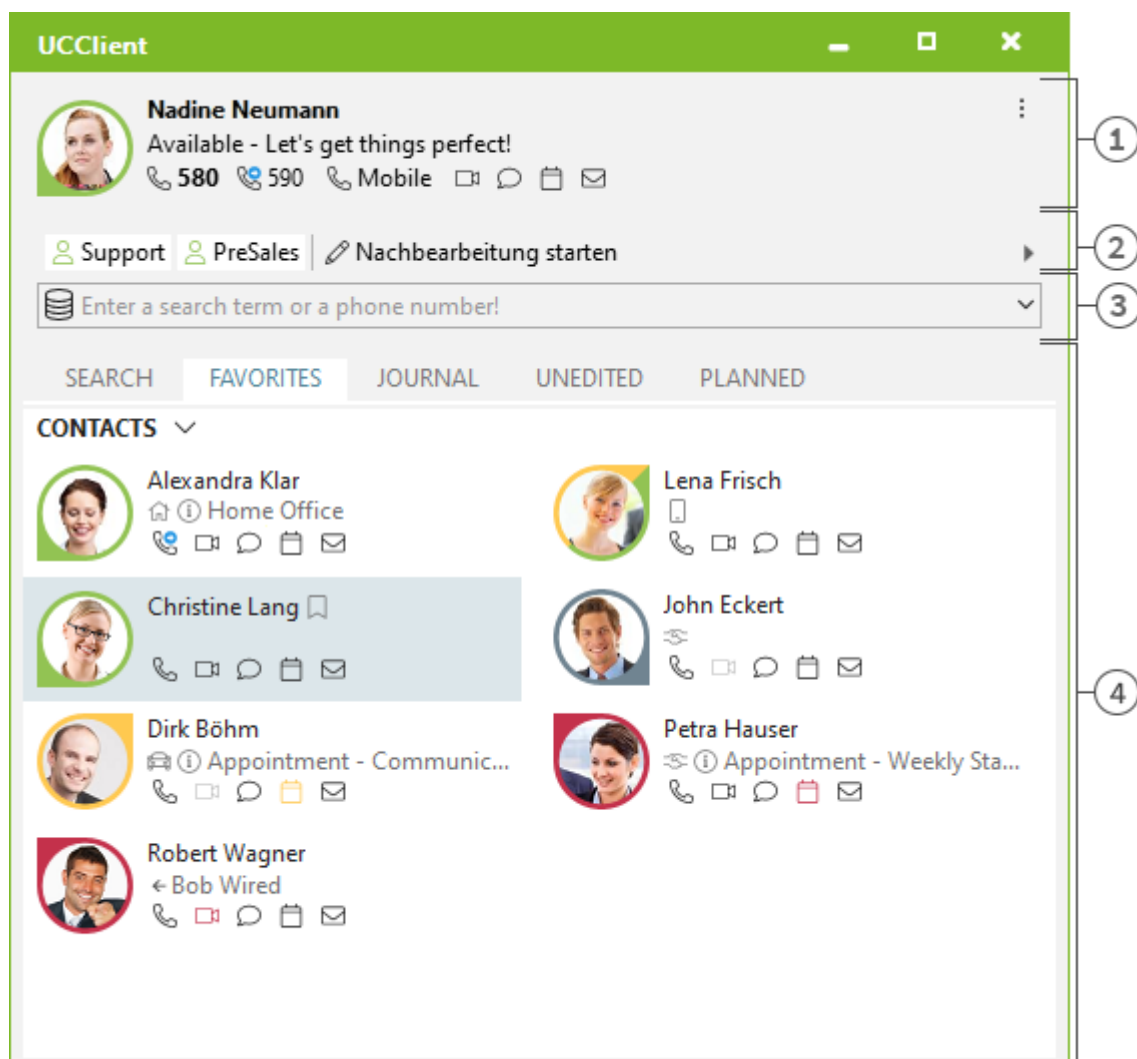 UCClient
Nadine Neumann
Available - Let's get things perfect!
580 590 Mobile
1
Support PreSales Nachbearbeitung starten
2
Enter a search term or a phone number!
3
SEARCH FAVORITES JOURNAL UNEDITED PLANNED
CONTACTS
Alexandra Klar
Home Office
Lena Frisch
Christine Lang
John Eckert
4
Dirk Böhm
Appointment - Communic...
Petra Hauser
Appointment - Weekly Sta...
Robert Wagner
Bob Wired